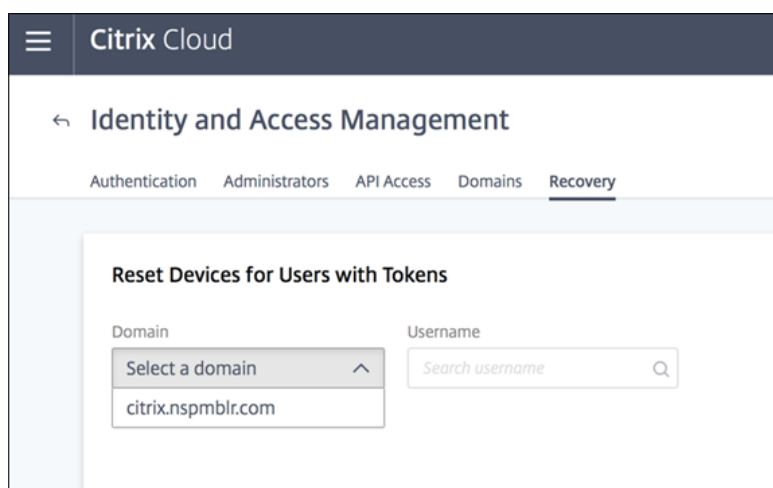 Citrix Cloud
Identity and Access Management
Authentication Administrators API Access Domains Recovery
Reset Devices for Users with Tokens
Domain Username
Select a domain Search username
citrix.nspmblr.com